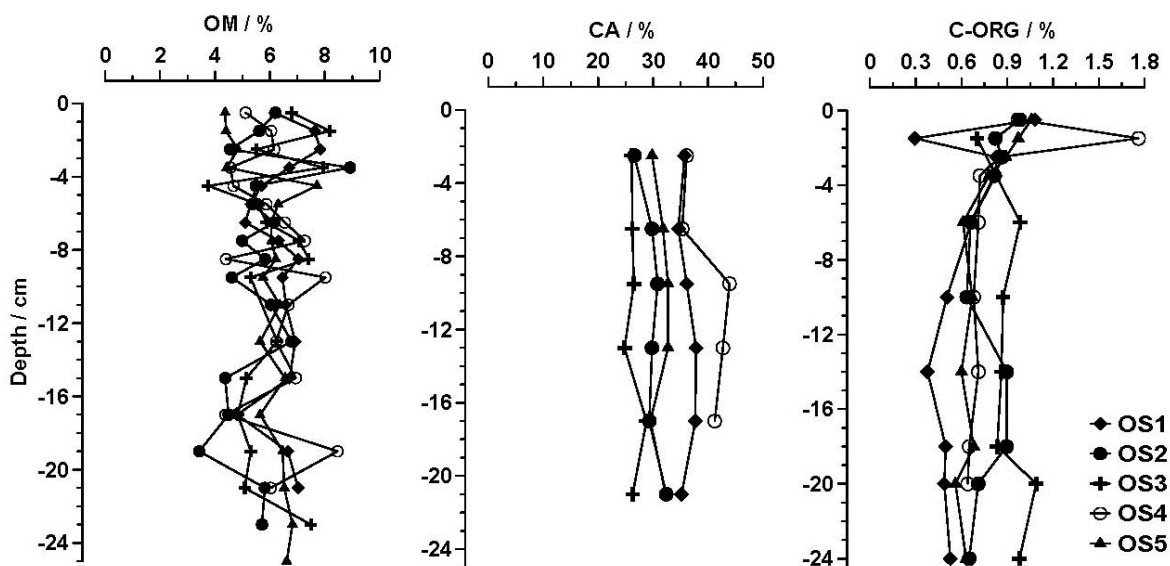 OM / % CA / % C-ORG / %
0 2 4 6 8 10 0 10 20 30 40 50 0 0.3 0.6 0.9 1.2 1.5 1.8
0 0 0
-4 -4 -4
-8 -8 -8
Depth / cm
-12 -12 -12
-16 -16 -16
-20 -20 -20
-24 -24 -24
OS1
OS2
OS3
OS4
OS5